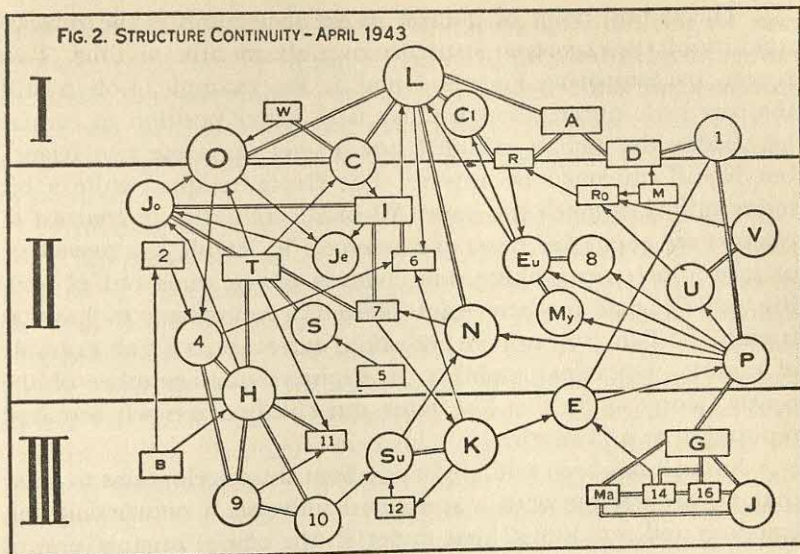 FIG. 2. STRUCTURE CONTINUITY – APRIL 1943
I
L
W
Cl
A
1
O
C
R
D
Jo
I
Ro
M
II
2
T
Je
6
Eu
8
V
U
4
S
7
N
My
5
P
H
E
III
B
11
Su
K
G
9
10
12
Ma
14
16
J